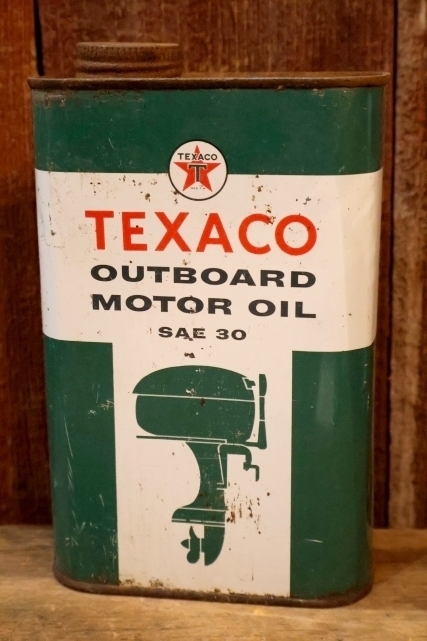 TEXACO
T
TEXACO
OUTBOARD
MOTOR OIL
SAE 30